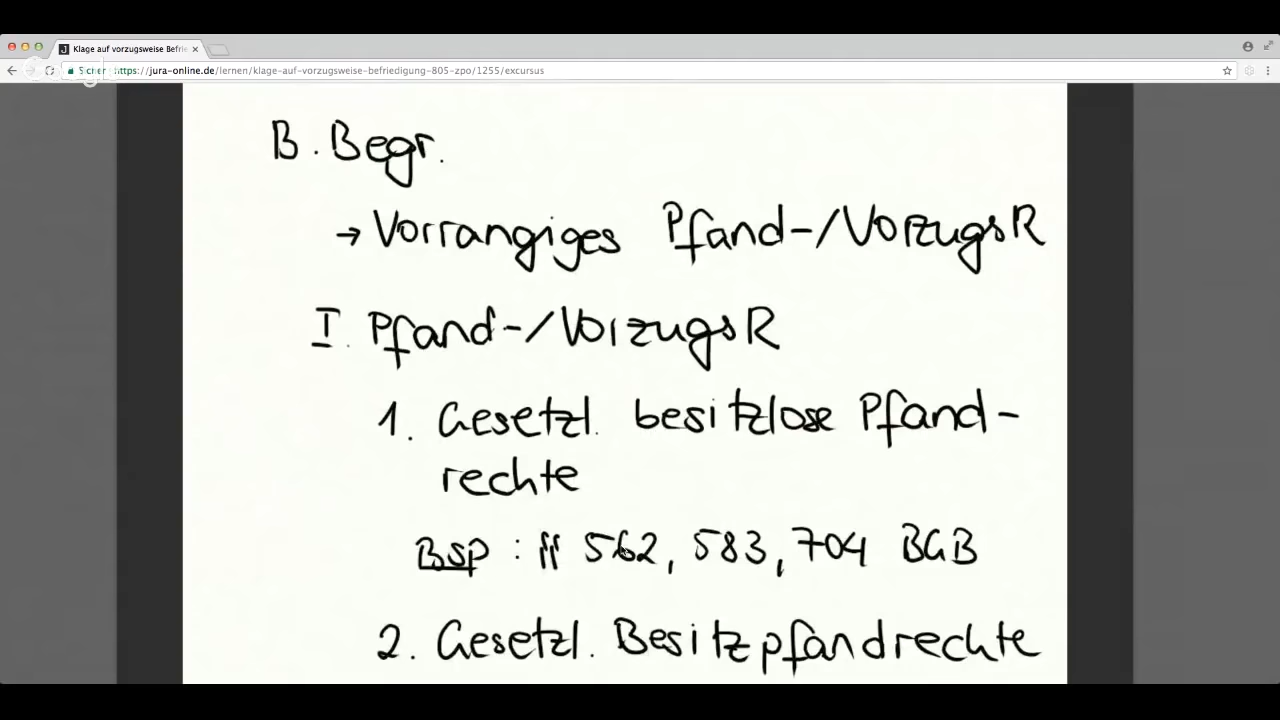 Klage auf vorzugsweise Befrie
Sicher https://jura-online.de/lernen/klage-auf-vorzugsweise-befriedigung-805-zpo/1255/excursus
B. Begr.
→ Vorrangiges Pfand-/VorzugsR
I. Pfand-/VorzugsR
1. Gesetzl. besitzlose Pfand-
rechte
BSP : §§ 562, 583, 704 BGB
2. Gesetzl. Besitzpfandrechte